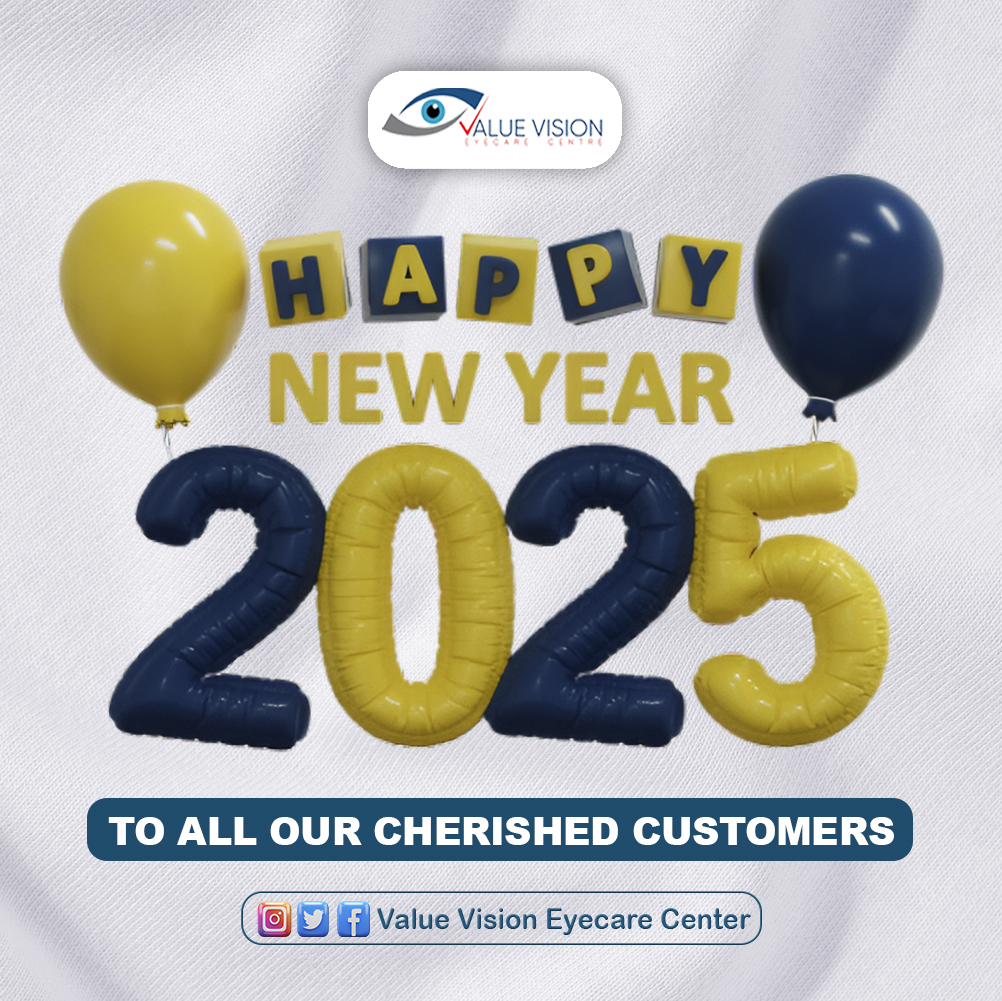 VALUE VISION
EYECARE CENTRE
HAPPY
NEW YEAR
2025
TO ALL OUR CHERISHED CUSTOMERS
Value Vision Eyecare Center